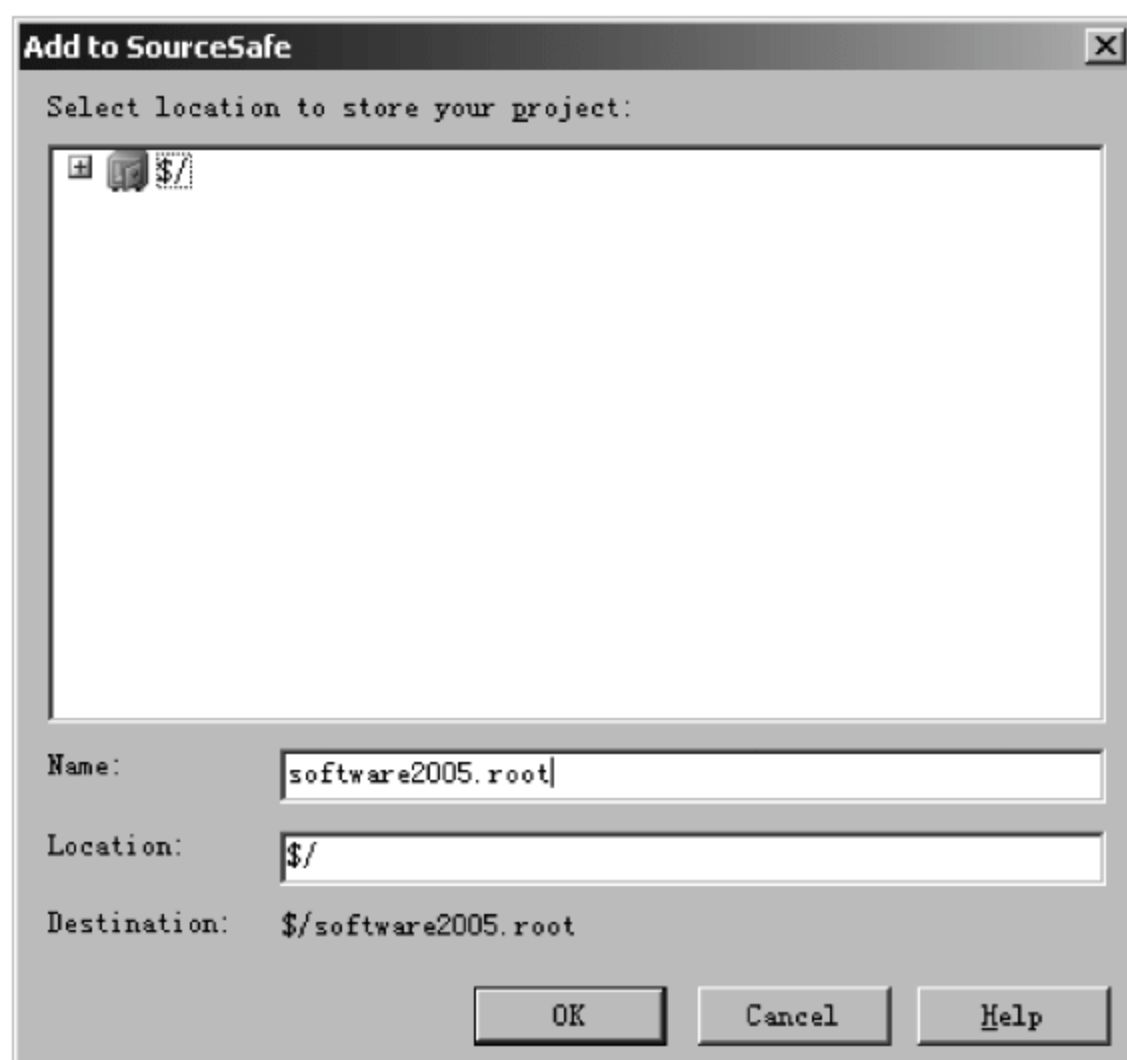 Add to SourceSafe
Select location to store your project:
$/
Name: software2005.root
Location: $/
Destination: $/software2005.root
OK Cancel Help